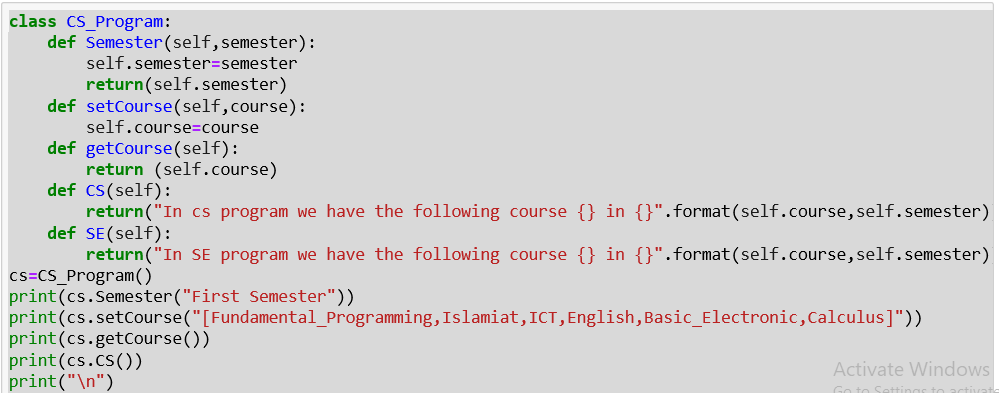 class CS_Program:
    def Semester(self,semester):
        self.semester=semester
        return(self.semester)
    def setCourse(self,course):
        self.course=course
    def getCourse(self):
        return (self.course)
    def CS(self):
        return("In cs program we have the following course {} in {}".format(self.course,self.semester)
    def SE(self):
        return("In SE program we have the following course {} in {}".format(self.course,self.semester)
cs=CS_Program()
print(cs.Semester("First Semester"))
print(cs.setCourse("[Fundamental_Programming,Islamiat,ICT,English,Basic_Electronic,Calculus]"))
print(cs.getCourse())
print(cs.CS())
print("\n")
Activate Windows
Go to Settings to activate